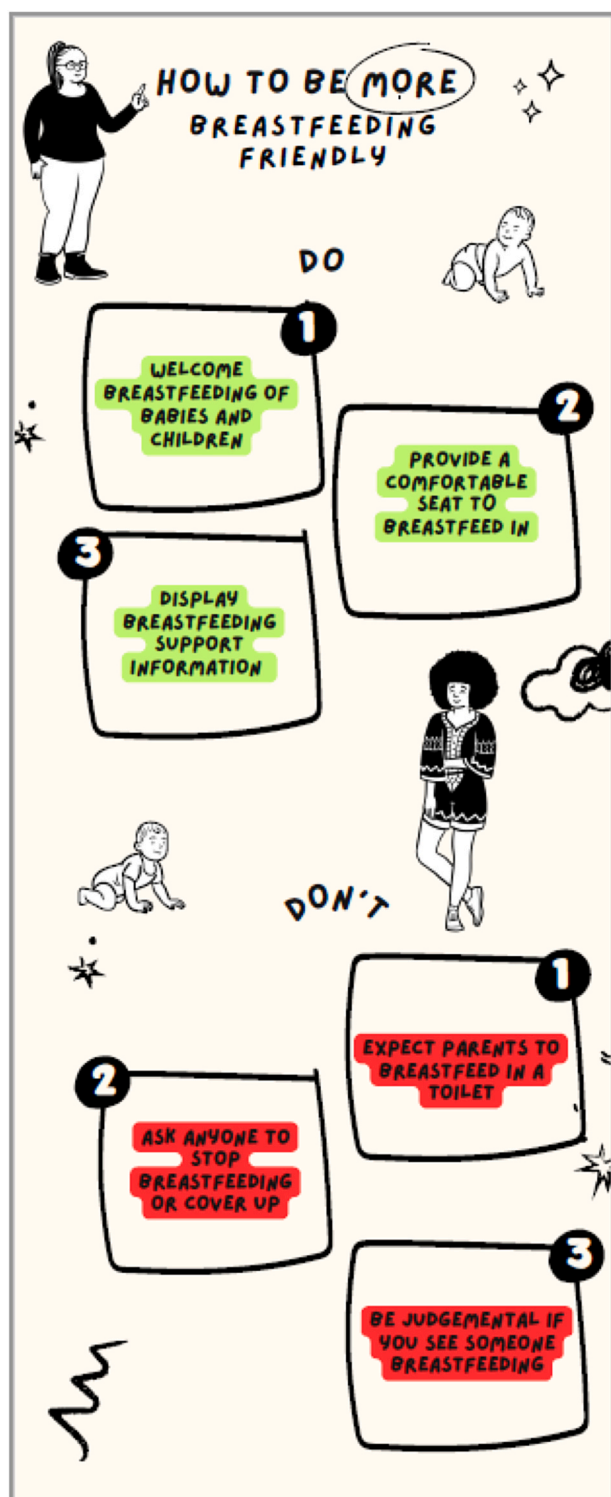 HOW TO BE MORE
BREASTFEEDING
FRIENDLY
DO
1
WELCOME
BREASTFEEDING OF
BABIES AND
CHILDREN
2
PROVIDE A
COMFORTABLE
SEAT TO
BREASTFEED IN
3
DISPLAY
BREASTFEEDING
SUPPORT
INFORMATION
DON'T
1
EXPECT PARENTS TO
BREASTFEED IN A
TOILET
2
ASK ANYONE TO
STOP
BREASTFEEDING
OR COVER UP
3
BE JUDGEMENTAL IF
YOU SEE SOMEONE
BREASTFEEDING